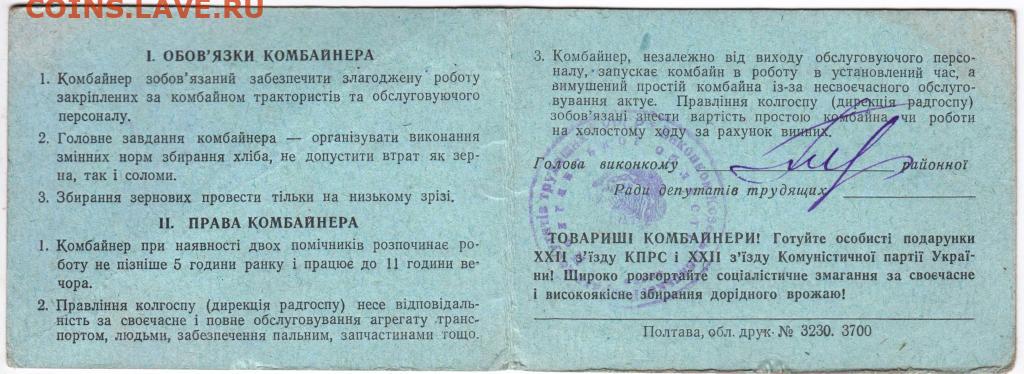 COINS.LAVE.RU
I. ОБОВ'ЯЗКИ КОМБАЙНЕРА
1. Комбайнер зобов'язаний забезпечити злагоджену роботу
закріплених за комбайном трактористів та обслуговуючого
персоналу.
2. Головне завдання комбайнера — організувати виконання
змінних норм збирання хліба, не допустити втрат як зер-
на, так і соломи.
3. Збирання зернових провести тільки на низькому зрізі.
II. ПРАВА КОМБАЙНЕРА
1. Комбайнер при наявності двох помічників розпочинає ро-
боту не пізніше 5 години ранку і працює до 11 години ве-
чора.
2. Правління колгоспу (дирекція радгоспу) несе відповідаль-
ність за своєчасне і повне обслуговування агрегату транс-
портом, людьми, забезпечення пальним, запчастинами тощо.
3. Комбайнер, незалежно від виходу обслуговуючого персо-
налу, запускає комбайн в роботу в установлений час, а
вимушений простій комбайна із-за несвоєчасного обслуго-
вування актує. Правління колгоспу (дирекція радгоспу)
зобов'язані знести вартість простою комбайна чи роботи
на холостому ходу за рахунок винних.
Голова виконкому районної
Ради депутатів трудящих
ТОВАРИШІ КОМБАЙНЕРИ! Готуйте особисті подарунки
XXII з'їзду КПРС і XXII з'їзду Комуністичної партії Украї-
ни! Широко розгортайте соціалістичне змагання за своєчасне
і високоякісне збирання дорідного врожаю!
Полтава, обл. друк. № 3230. 3700